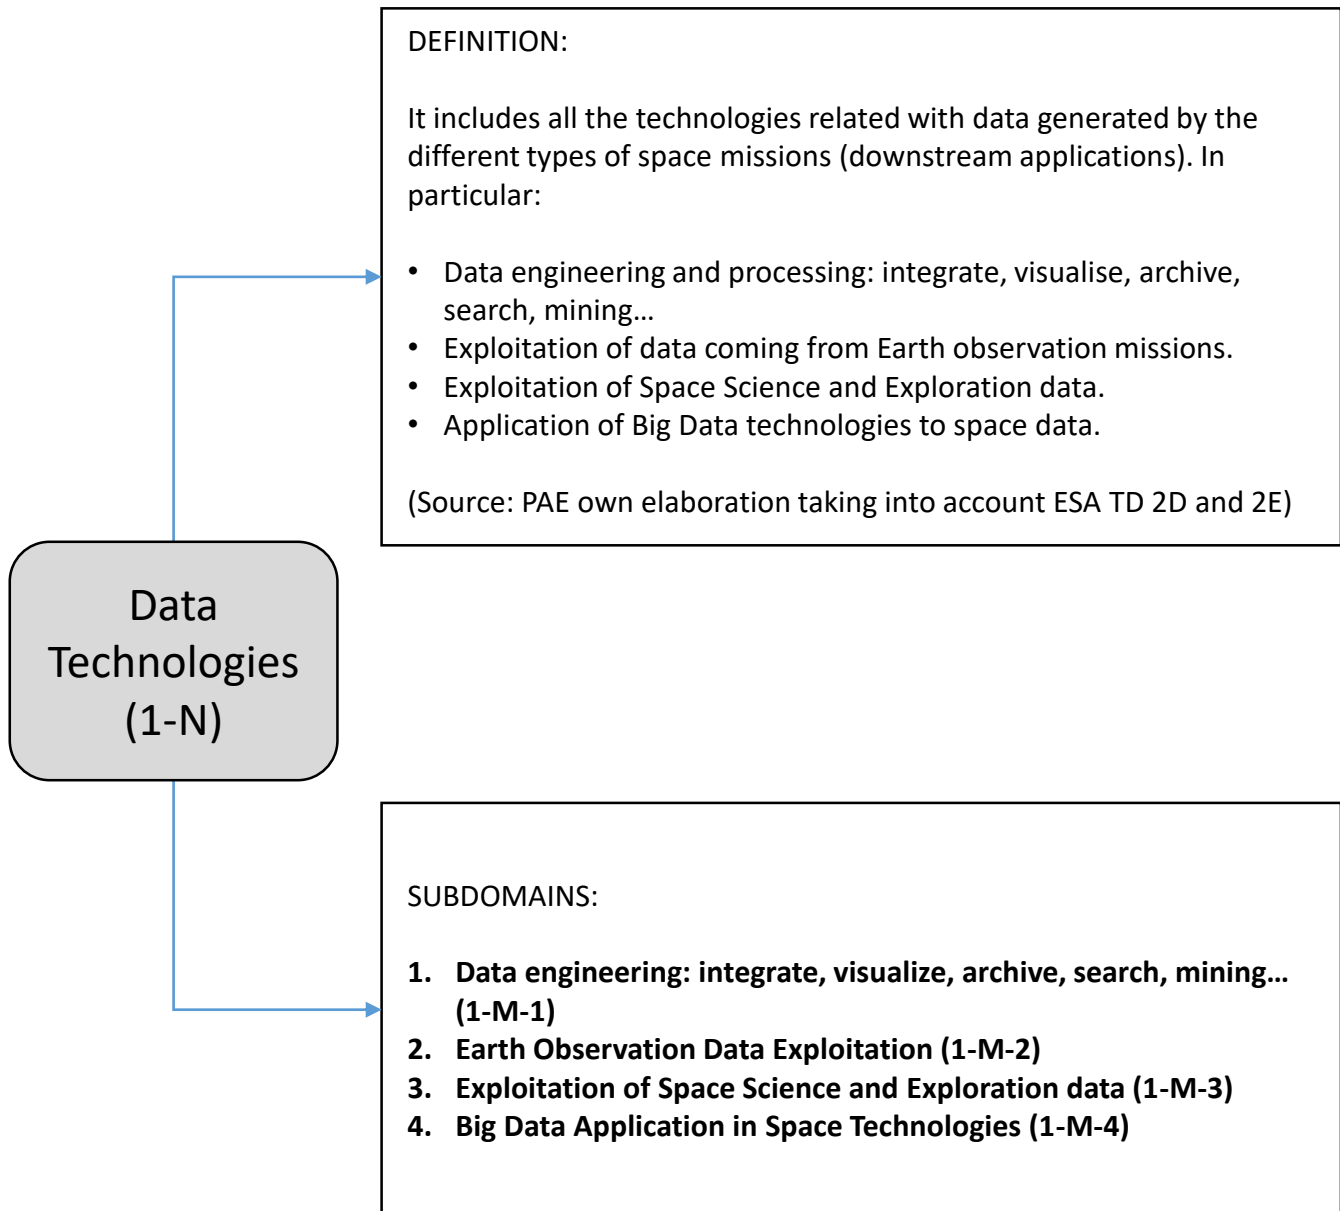 DEFINITION:
It includes all the technologies related with data generated by the
different types of space missions (downstream applications). In
particular:
• Data engineering and processing: integrate, visualise, archive,
search, mining…
• Exploitation of data coming from Earth observation missions.
• Exploitation of Space Science and Exploration data.
• Application of Big Data technologies to space data.
(Source: PAE own elaboration taking into account ESA TD 2D and 2E)
Data
Technologies
(1-N)
SUBDOMAINS:
1. Data engineering: integrate, visualize, archive, search, mining…
(1-M-1)
2. Earth Observation Data Exploitation (1-M-2)
3. Exploitation of Space Science and Exploration data (1-M-3)
4. Big Data Application in Space Technologies (1-M-4)